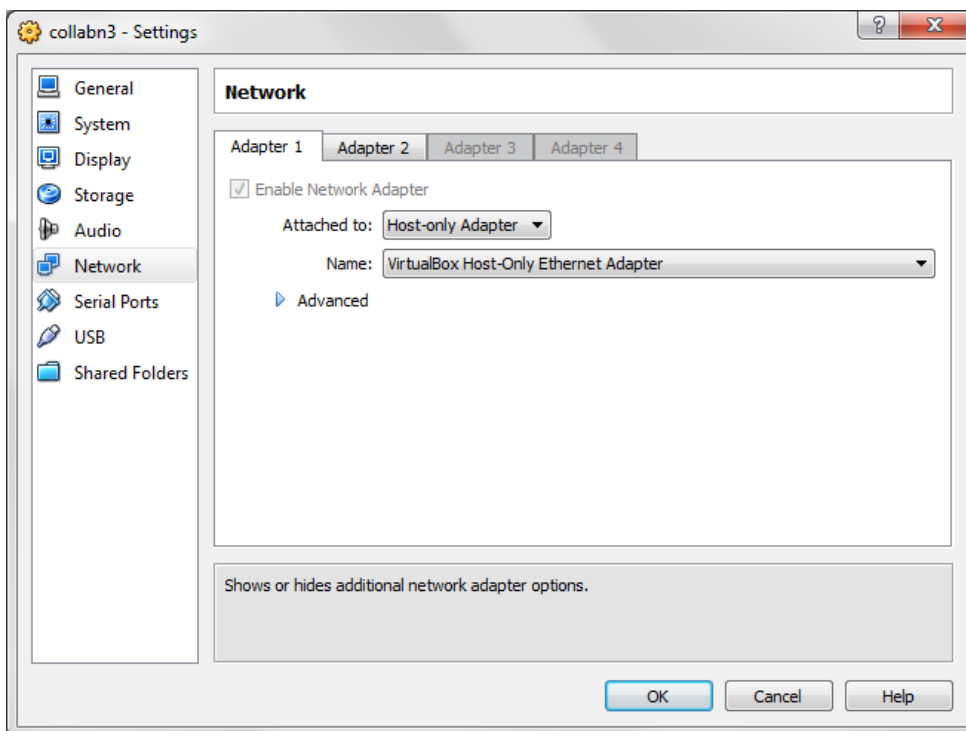 collabn3 - Settings
General
System
Display
Storage
Audio
Network
Serial Ports
USB
Shared Folders
Network
Adapter 1 Adapter 2 Adapter 3 Adapter 4
Enable Network Adapter
Attached to: Host-only Adapter
Name: VirtualBox Host-Only Ethernet Adapter
Advanced
Shows or hides additional network adapter options.
OK Cancel Help